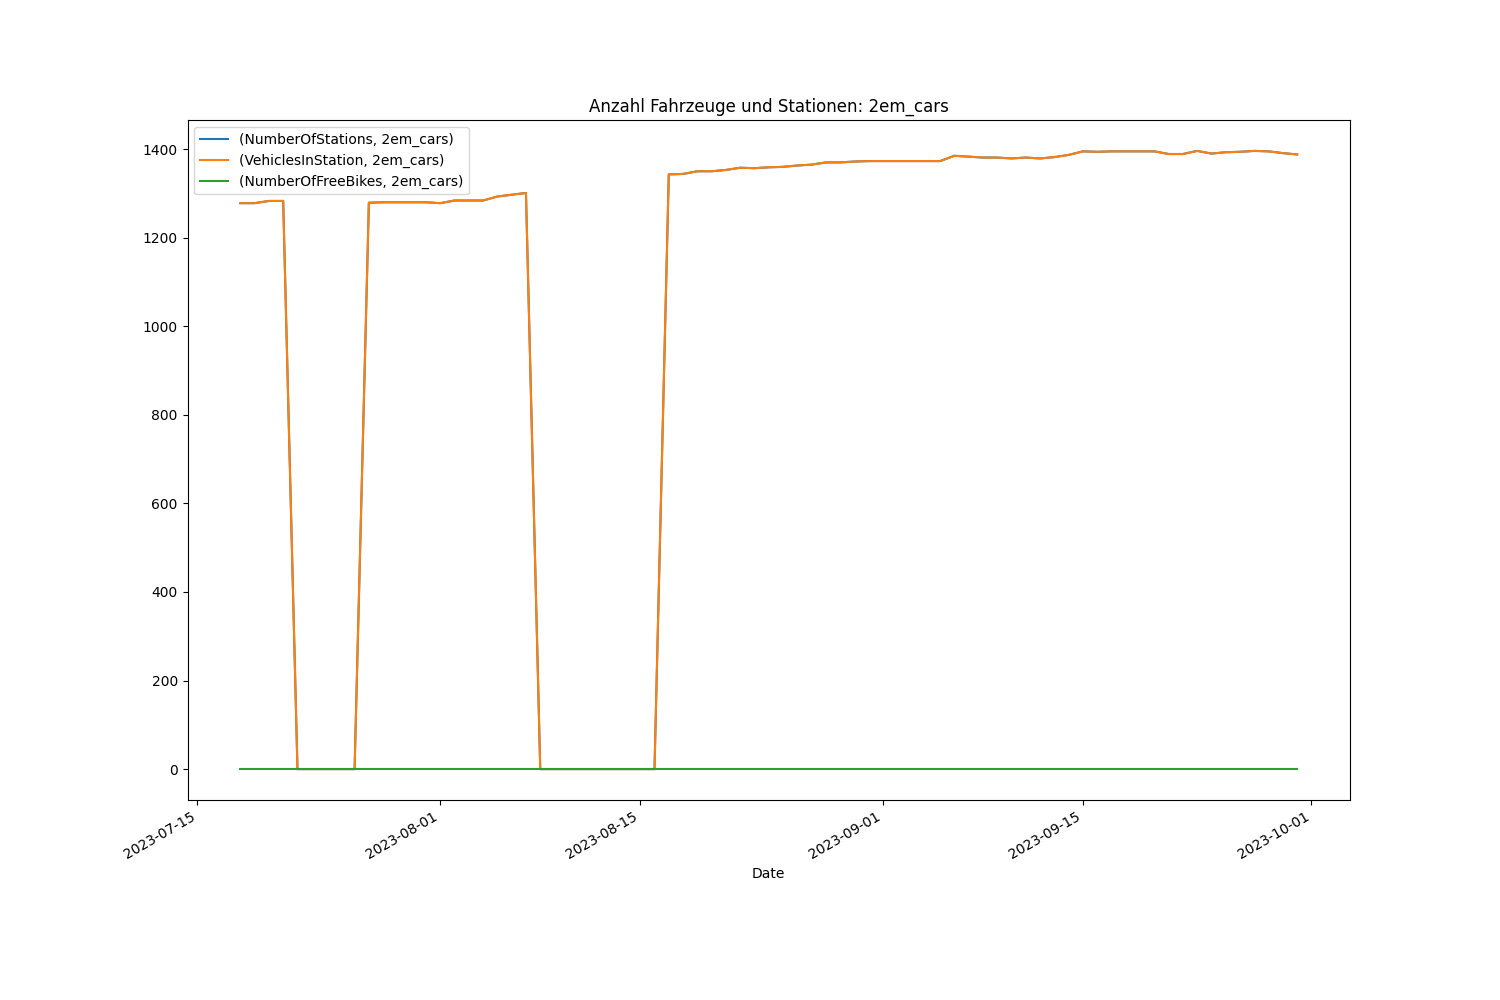 Anzahl Fahrzeuge und Stationen: 2em_cars
(NumberOfStations, 2em_cars)
(VehiclesInStation, 2em_cars)
(NumberOfFreeBikes, 2em_cars)
1400
1200
1000
800
600
400
200
0
2023-07-15
2023-08-01
2023-08-15
2023-09-01
2023-09-15
2023-10-01
Date